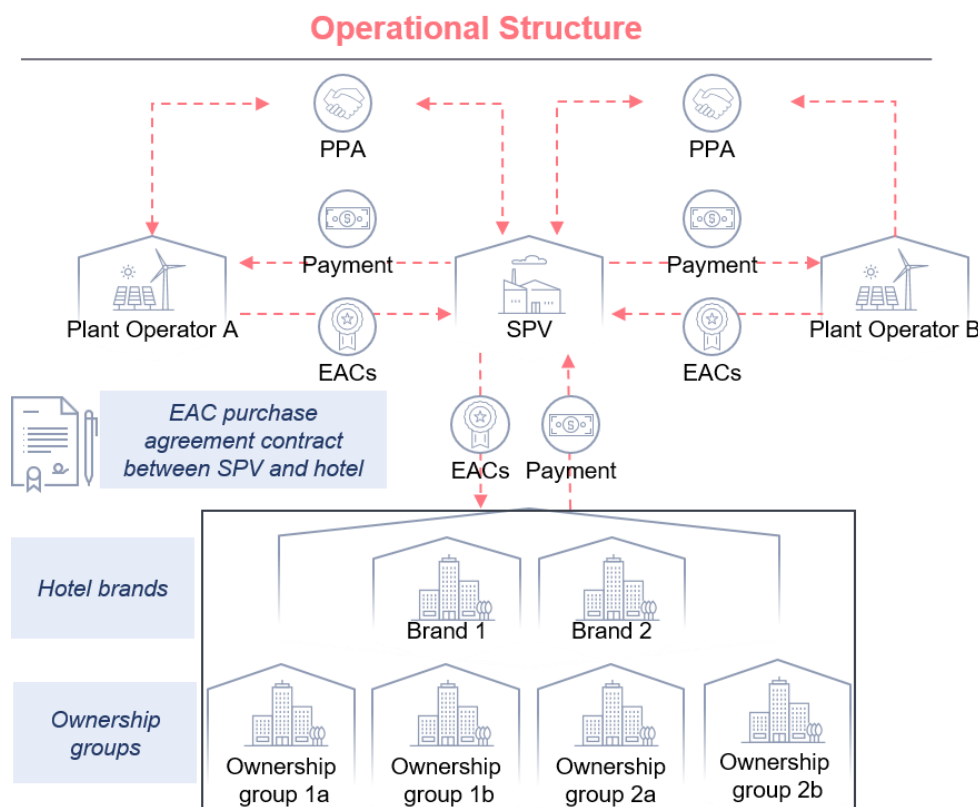 Operational Structure
PPA
PPA
Payment
Payment
Plant Operator A
SPV
Plant Operator B
EACs
EACs
EAC purchase
agreement contract
between SPV and hotel
EACs
Payment
Hotel brands
Brand 1
Brand 2
Ownership
groups
Ownership
group 1a
Ownership
group 1b
Ownership
group 2a
Ownership
group 2b